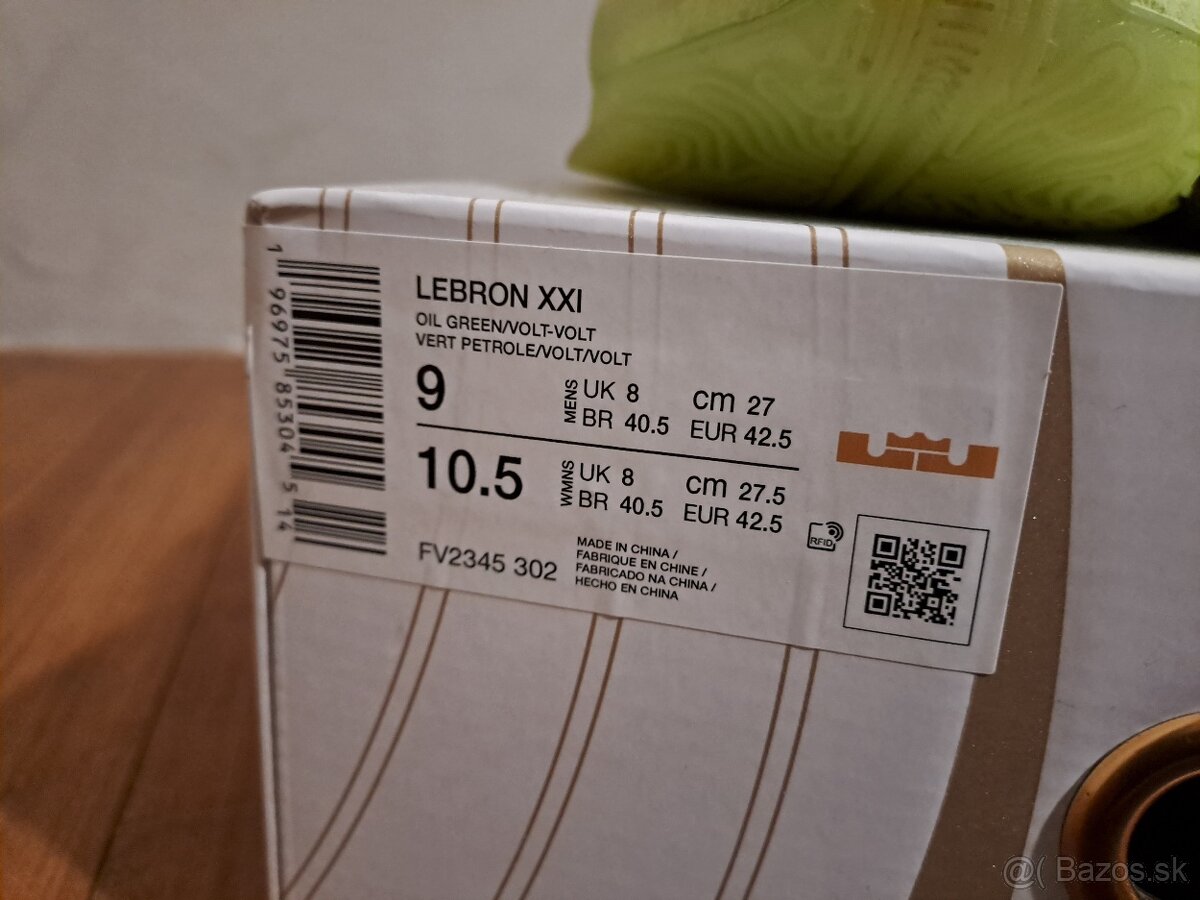 LEBRON XXI
OIL GREEN/VOLT-VOLT
VERT PETROLE/VOLT/VOLT
9
MENS
UK 8 cm 27
BR 40.5 EUR 42.5
10.5
WMNS
UK 8 cm 27.5
BR 40.5 EUR 42.5
RFID
FV2345 302
MADE IN CHINA /
FABRIQUE EN CHINE /
FABRICADO NA CHINA /
HECHO EN CHINA
1 96975 85304 5 14
@( Bazos.sk